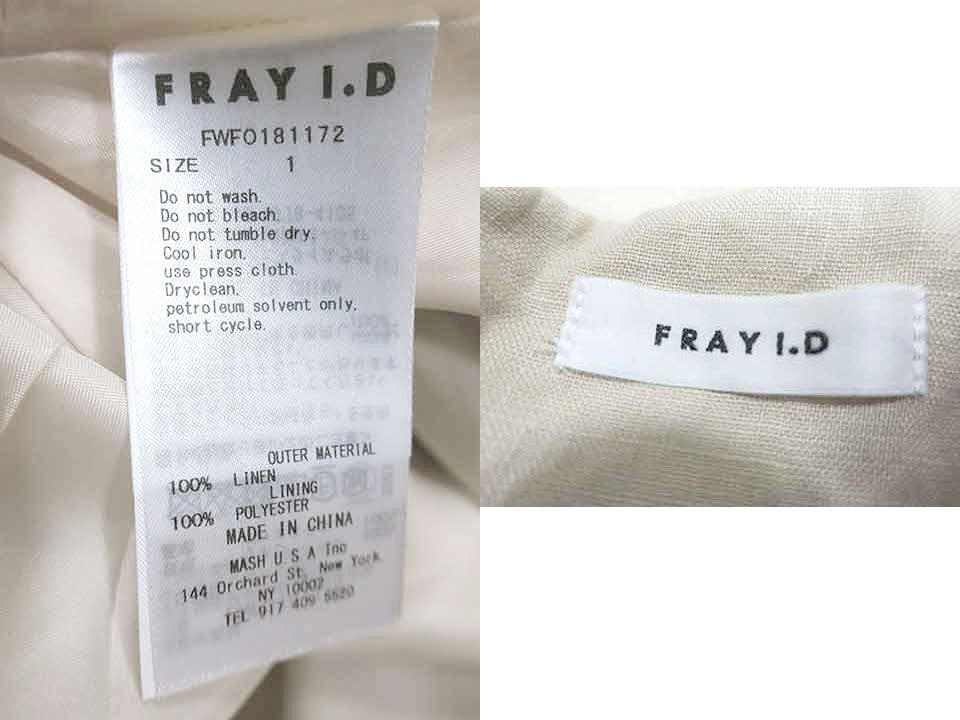 FRAY I.D
FWFO181172
SIZE 1
Do not wash.
Do not bleach.
Do not tumble dry.
Cool iron.
use press cloth.
Dryclean.
petroleum solvent only.
short cycle.
OUTER MATERIAL
100% LINEN
LINING
100% POLYESTER
MADE IN CHINA
MASH U.S A Inc
144 Orchard St, New York
NY 10002
TEL 917 409 5520
FRAY I.D